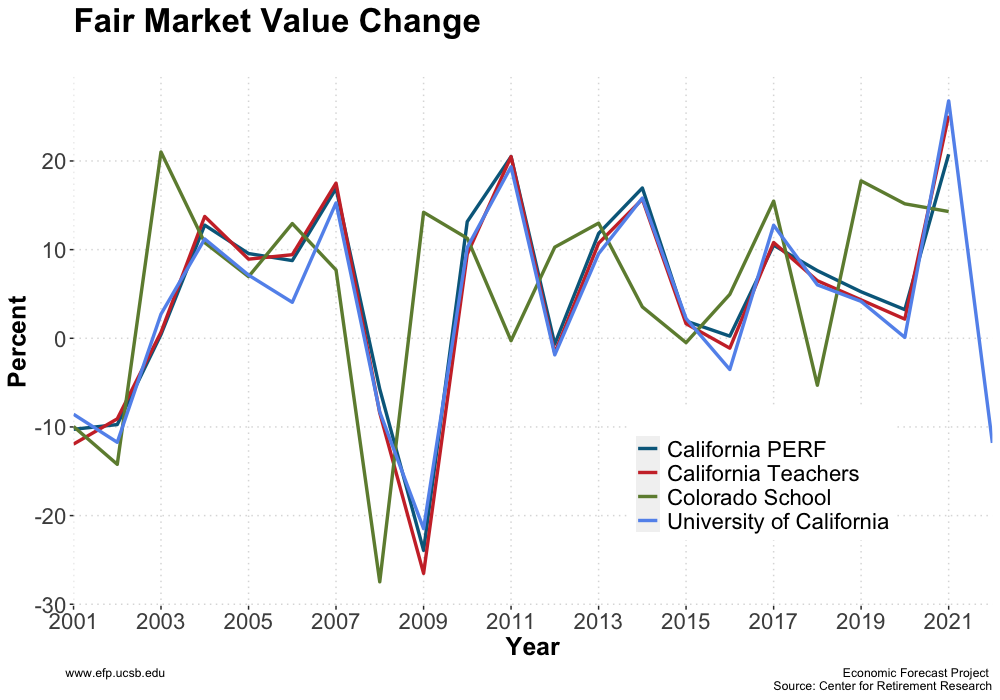 Fair Market Value Change
Percent
20
10
0
-10
-20
-30
California PERF
California Teachers
Colorado School
University of California
2001 2003 2005 2007 2009 2011 2013 2015 2017 2019 2021
Year
www.efp.ucsb.edu
Economic Forecast Project
Source: Center for Retirement Research